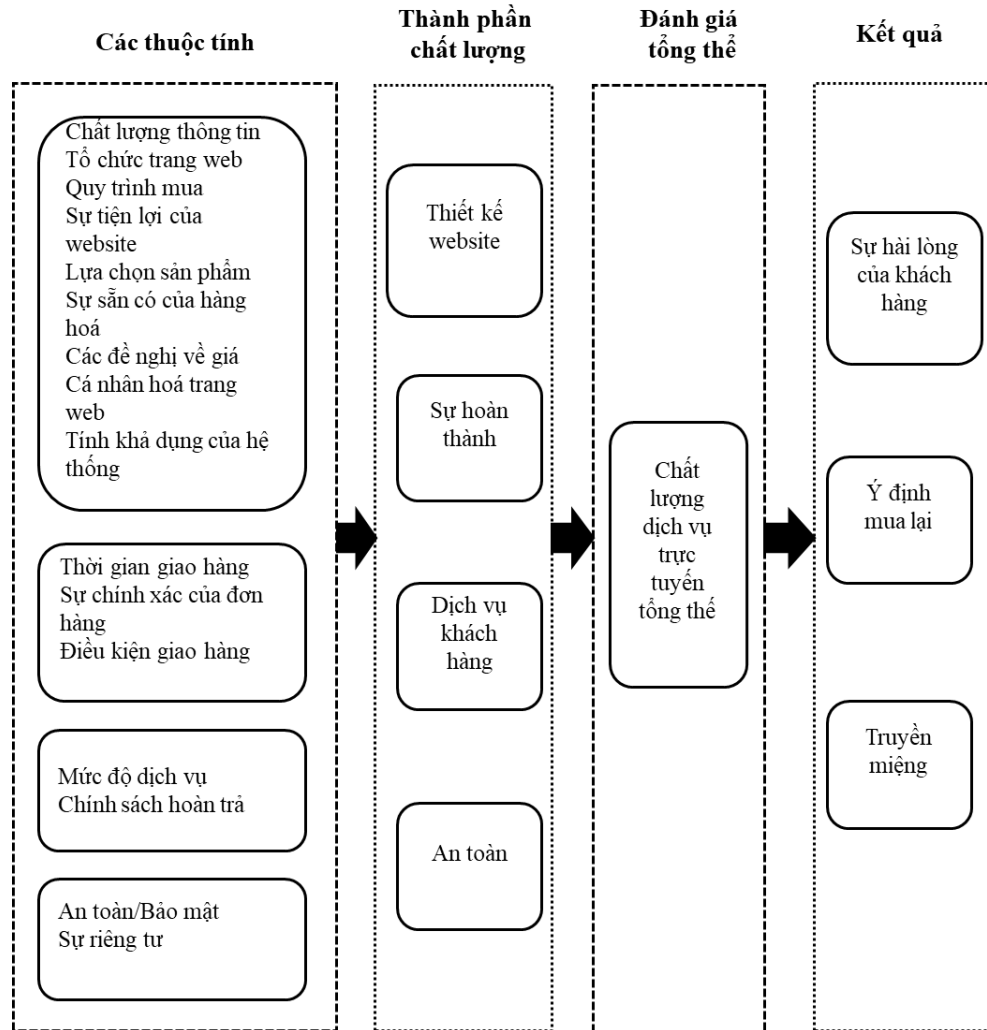 Các thuộc tính
Thành phần
chất lượng
Đánh giá
tổng thể
Kết quả
Chất lượng thông tin
Tổ chức trang web
Quy trình mua
Sự tiện lợi của
website
Lựa chọn sản phẩm
Sự sẵn có của hàng
hoá
Các đề nghị về giá
Cá nhân hoá trang
web
Tính khả dụng của hệ
thống
Thời gian giao hàng
Sự chính xác của đơn
hàng
Điều kiện giao hàng
Mức độ dịch vụ
Chính sách hoàn trả
An toàn/Bảo mật
Sự riêng tư
Thiết kế
website
Sự hoàn
thành
Dịch vụ
khách
hàng
An toàn
Chất
lượng
dịch vụ
trực
tuyến
tổng thế
Sự hài lòng
của khách
hàng
Ý định
mua lại
Truyền
miệng